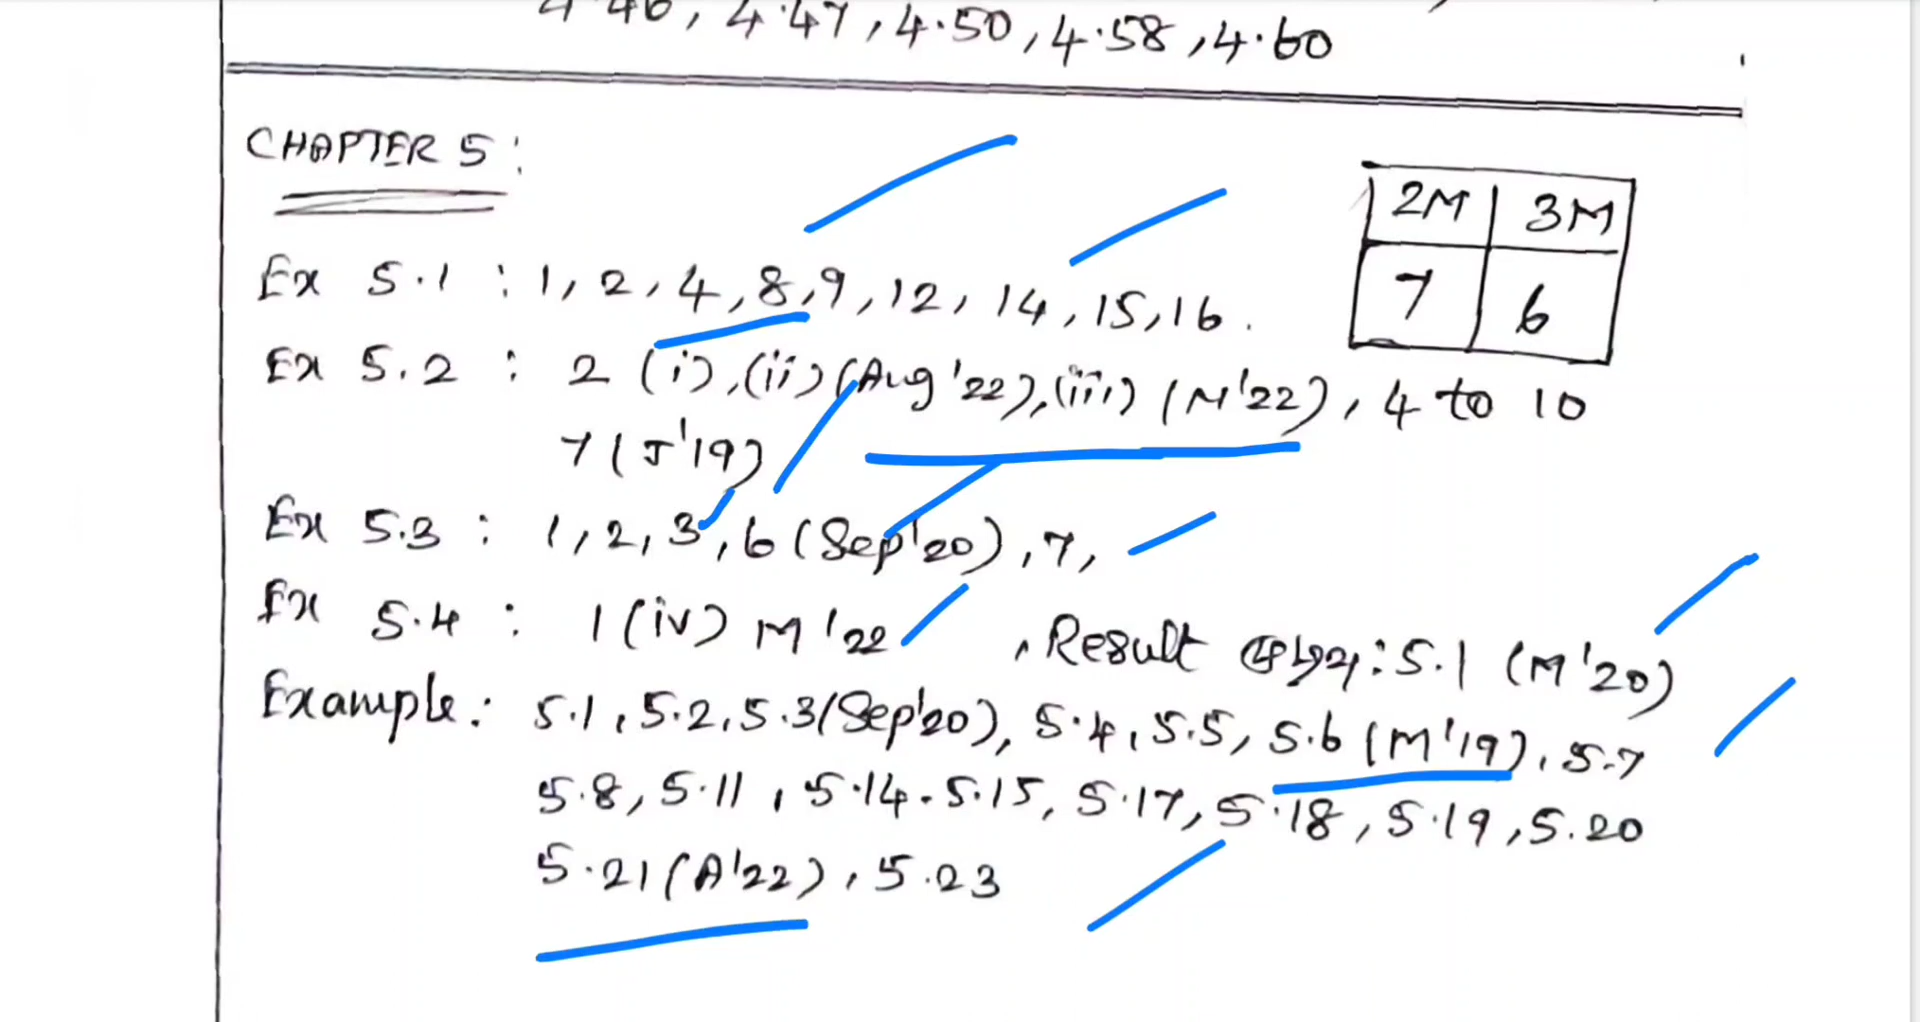 4.46, 4.47, 4.50, 4.58, 4.60
CHAPTER 5:
2M 3M
7 6
Ex 5.1 : 1, 2, 4, 8, 9, 12, 14, 15, 16.
Ex 5.2 : 2 (i), (ii) (Aug '22), (iii) (M'22), 4 to 10
7 (J'19)
Ex 5.3 : 1, 2, 3, 6 (Sep'20), 7,
Ex 5.4 : 1 (iv) M '22 , Result : 5.1 (M'20)
Example : 5.1, 5.2, 5.3 (Sep'20), 5.4, 5.5, 5.6 (M'19), 5.7
5.8, 5.11, 5.14. 5.15, 5.17, 5.18, 5.19, 5.20
5.21 (A'22), 5.23